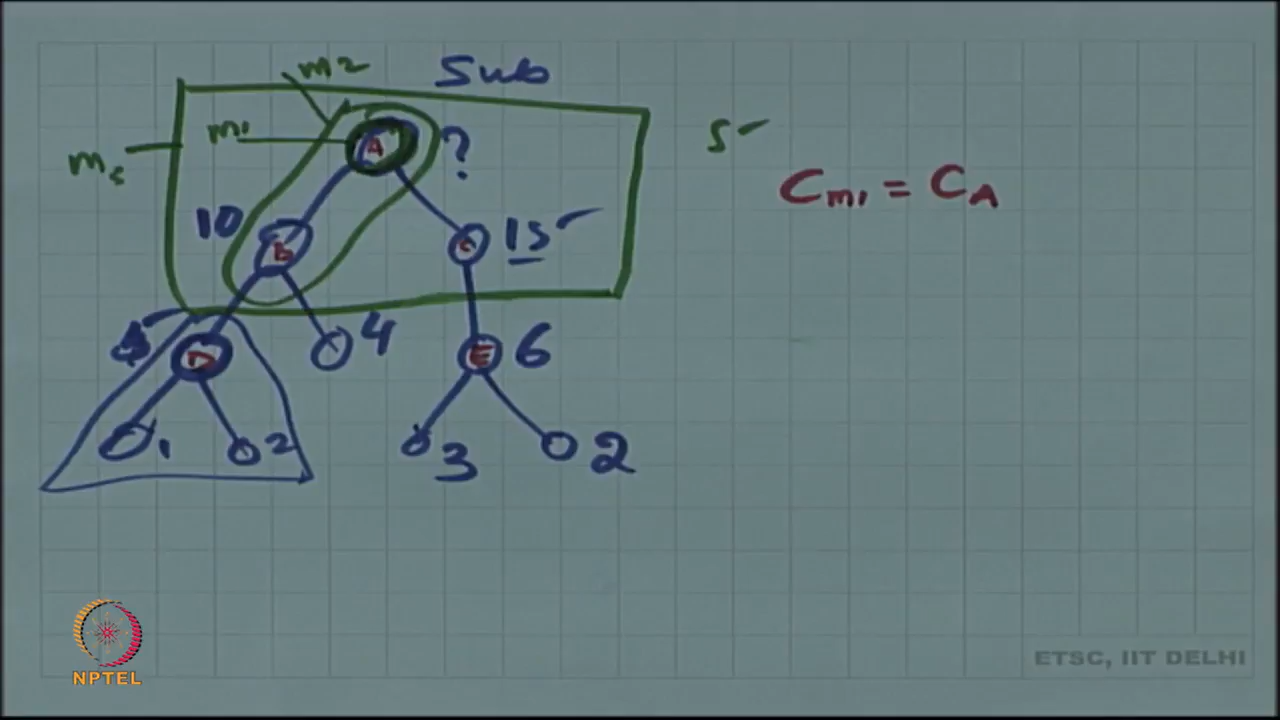 m2 Sub
m1 A ?
mc
5
Cm1 = CA
10 B C 15
D 4 E 6
1 2 3 2
NPTEL
ETSC, IIT DELHI